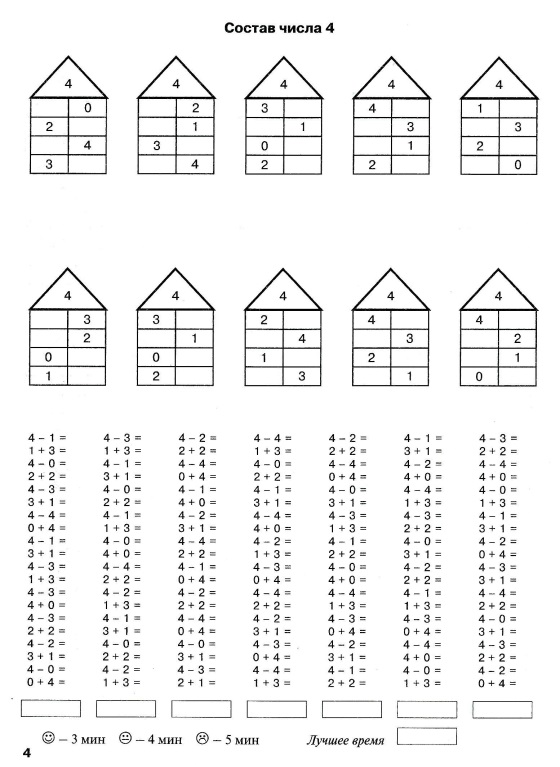 Состав числа 4
4 4 4 4 4
0 2 3 4 1
2 1 1 3 3
4 3 0 1 2
3 4 2 2 0
4 4 4 4 4
3 3 2 4 4
2 1 4 3 2
0 0 1 2 1
1 2 3 1 0
4 – 1 = 4 – 3 = 4 – 2 = 4 – 4 = 4 – 2 = 4 – 1 = 4 – 3 =
1 + 3 = 1 + 3 = 2 + 2 = 1 + 3 = 2 + 2 = 3 + 1 = 2 + 2 =
4 – 0 = 4 – 1 = 4 – 4 = 4 – 0 = 4 – 4 = 4 – 2 = 4 – 4 =
2 + 2 = 3 + 1 = 0 + 4 = 2 + 2 = 0 + 4 = 4 + 0 = 4 + 0 =
4 – 3 = 4 – 0 = 4 – 1 = 4 – 1 = 4 – 0 = 4 – 4 = 4 – 0 =
3 + 1 = 2 + 2 = 4 + 0 = 3 + 1 = 3 + 1 = 1 + 3 = 1 + 3 =
4 – 4 = 4 – 1 = 4 – 2 = 4 – 4 = 4 – 3 = 4 – 3 = 4 – 1 =
0 + 4 = 1 + 3 = 3 + 1 = 4 + 0 = 1 + 3 = 2 + 2 = 3 + 1 =
4 – 1 = 4 – 0 = 4 – 4 = 4 – 2 = 4 – 1 = 4 – 0 = 4 – 2 =
3 + 1 = 4 + 0 = 2 + 2 = 1 + 3 = 2 + 2 = 3 + 1 = 0 + 4 =
4 – 3 = 4 – 4 = 4 – 1 = 4 – 3 = 4 – 0 = 4 – 2 = 4 – 3 =
1 + 3 = 2 + 2 = 0 + 4 = 0 + 4 = 4 + 0 = 2 + 2 = 3 + 1 =
4 – 3 = 4 – 2 = 4 – 2 = 4 – 4 = 4 – 4 = 4 – 1 = 4 – 4 =
4 + 0 = 1 + 3 = 2 + 2 = 2 + 2 = 1 + 3 = 1 + 3 = 2 + 2 =
4 – 3 = 4 – 1 = 4 – 4 = 4 – 2 = 4 – 3 = 4 – 3 = 4 – 0 =
2 + 2 = 3 + 1 = 0 + 4 = 3 + 1 = 0 + 4 = 0 + 4 = 3 + 1 =
4 – 2 = 4 – 0 = 4 – 0 = 4 – 3 = 4 – 2 = 4 – 4 = 4 – 3 =
3 + 1 = 2 + 2 = 3 + 1 = 0 + 4 = 3 + 1 = 4 + 0 = 2 + 2 =
4 – 0 = 4 – 2 = 4 – 3 = 4 – 4 = 4 – 1 = 4 – 0 = 4 – 2 =
0 + 4 = 1 + 3 = 2 + 1 = 1 + 3 = 2 + 2 = 1 + 3 = 0 + 4 =
– 3 мин – 4 мин – 5 мин Лучшее время
4